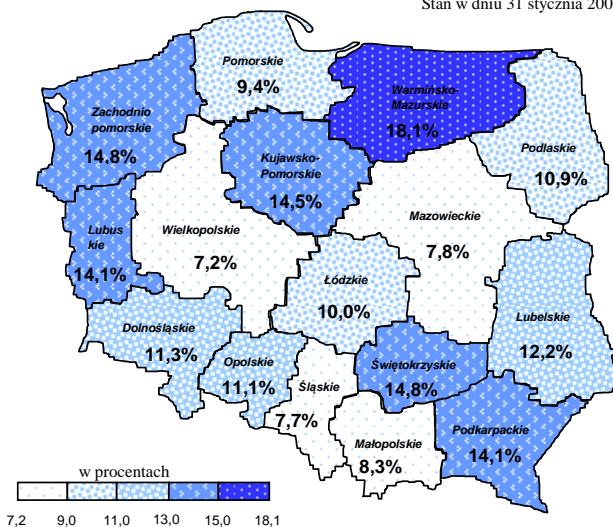 Stan w dniu 31 stycznia 200
Pomorskie
9,4%
Warmińsko-
Mazurskie
18,1%
Zachodnio
pomorskie
14,8%
Podlaskie
10,9%
Kujawsko-
Pomorskie
14,5%
Mazowieckie
7,8%
Lubus
kie
14,1%
Wielkopolskie
7,2%
Łódzkie
10,0%
Lubelskie
12,2%
Dolnośląskie
11,3%
Opolskie
11,1%
Śląskie
7,7%
Świętokrzyskie
14,8%
Małopolskie
8,3%
Podkarpackie
14,1%
w procentach
7,2 9,0 11,0 13,0 15,0 18,1